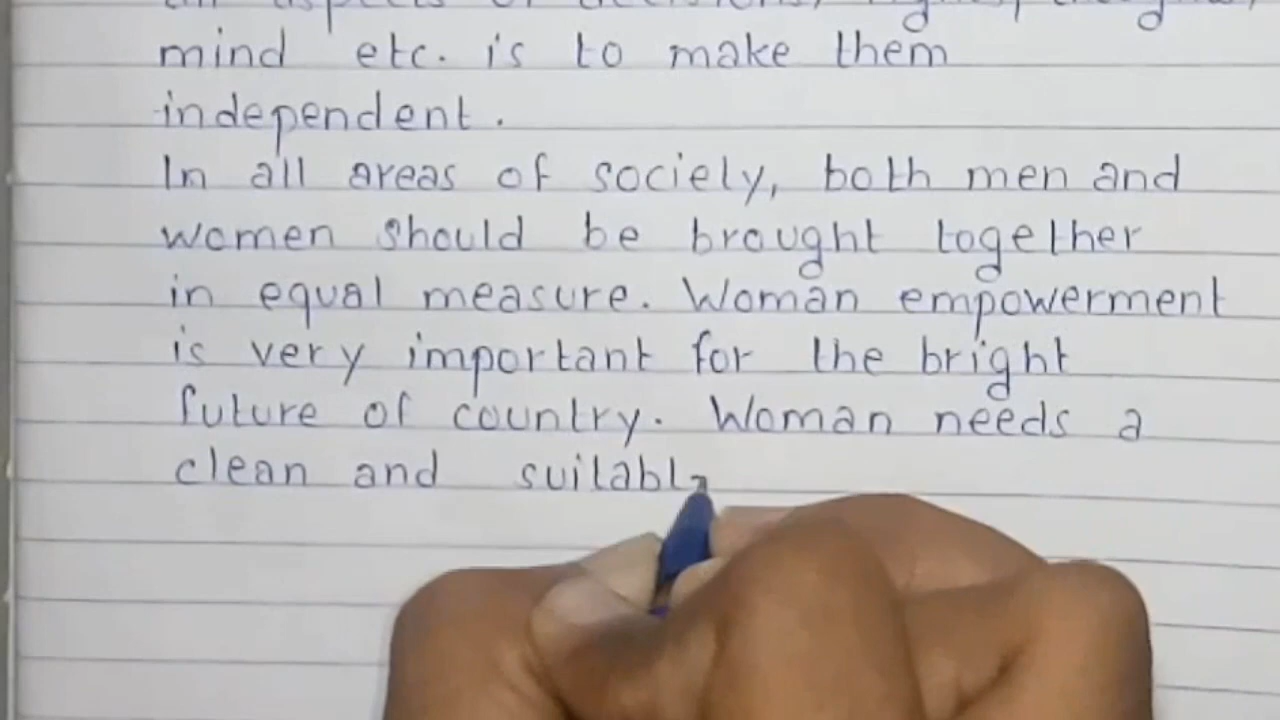 mind etc. is to make them
independent.
In all areas of society, both men and
women should be brought together
in equal measure. Woman empowerment
is very important for the bright
future of country. Woman needs a
clean and suitabl